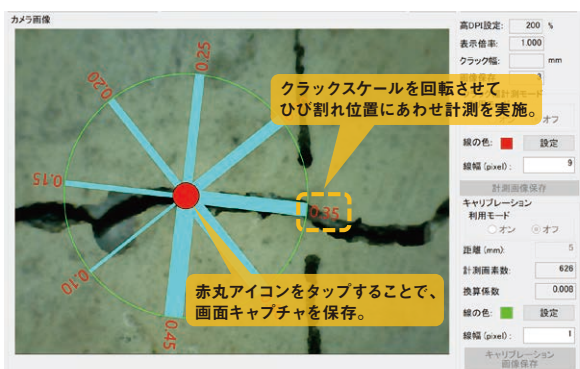 カメラ画像
0.25
0.20
0.15
0.10
0.45
0.35
クラックスケールを回転させて
ひび割れ位置にあわせ計測を実施。
赤丸アイコンをタップすることで、
画面キャプチャを保存。
高DPI設定: 200 %
表示倍率: 1.000
クラック幅: mm
オフ
線の色: 設定
線幅 (pixel) : 9
計測画像保存
キャリブレーション
利用モード
オン オフ
距離 (mm): 5
計測画素数: 626
換算係数 0.008
線の色: 設定
線幅 (pixel) : 1
キャリブレーション
画像保存